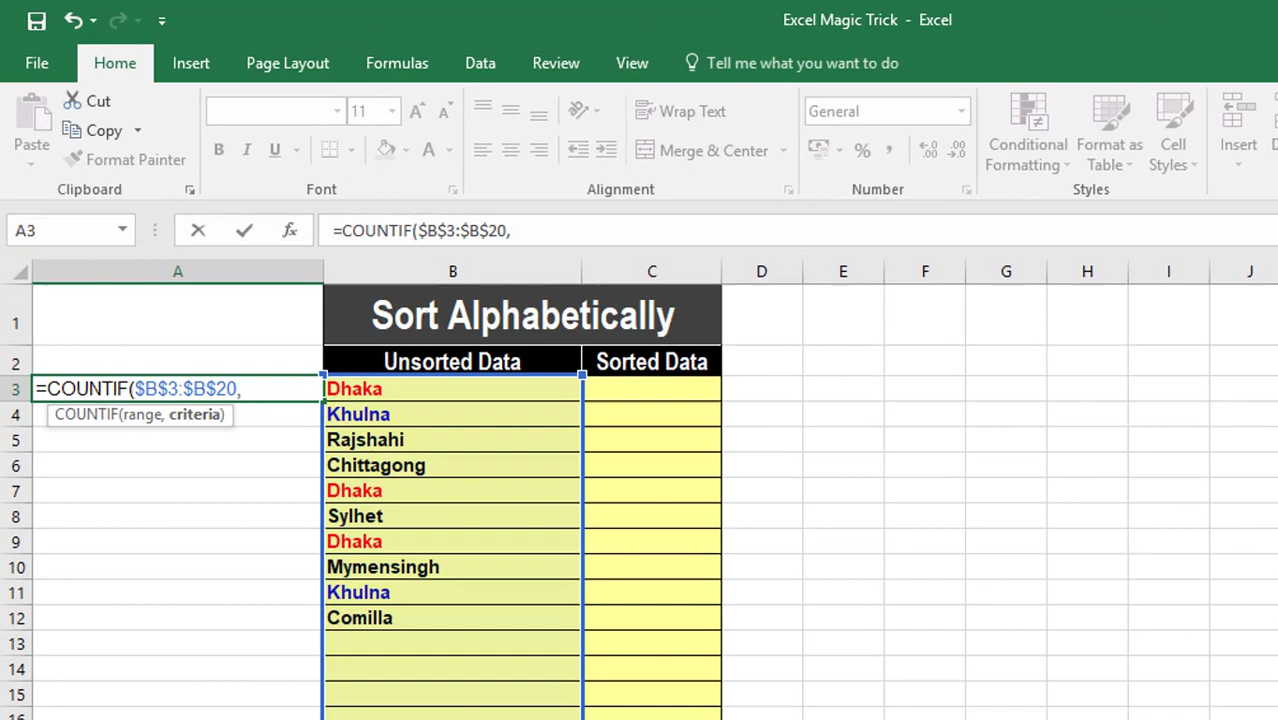 Excel Magic Trick - Excel
File Home Insert Page Layout Formulas Data Review View Tell me what you want to do
Cut
Copy
Format Painter
Paste
Clipboard
11
A A
B I U A
Font
Wrap Text
Merge & Center
Alignment
General
% , .00 .00
Number
Conditional Formatting
Format as Table
Cell Styles
Styles
Insert
A3 fx =COUNTIF($B$3:$B$20,
A B C D E F G H I J
1 Sort Alphabetically
2 Unsorted Data Sorted Data
3 =COUNTIF($B$3:$B$20, Dhaka
COUNTIF(range, criteria)
4 Khulna
5 Rajshahi
6 Chittagong
7 Dhaka
8 Sylhet
9 Dhaka
10 Mymensingh
11 Khulna
12 Comilla
13
14
15